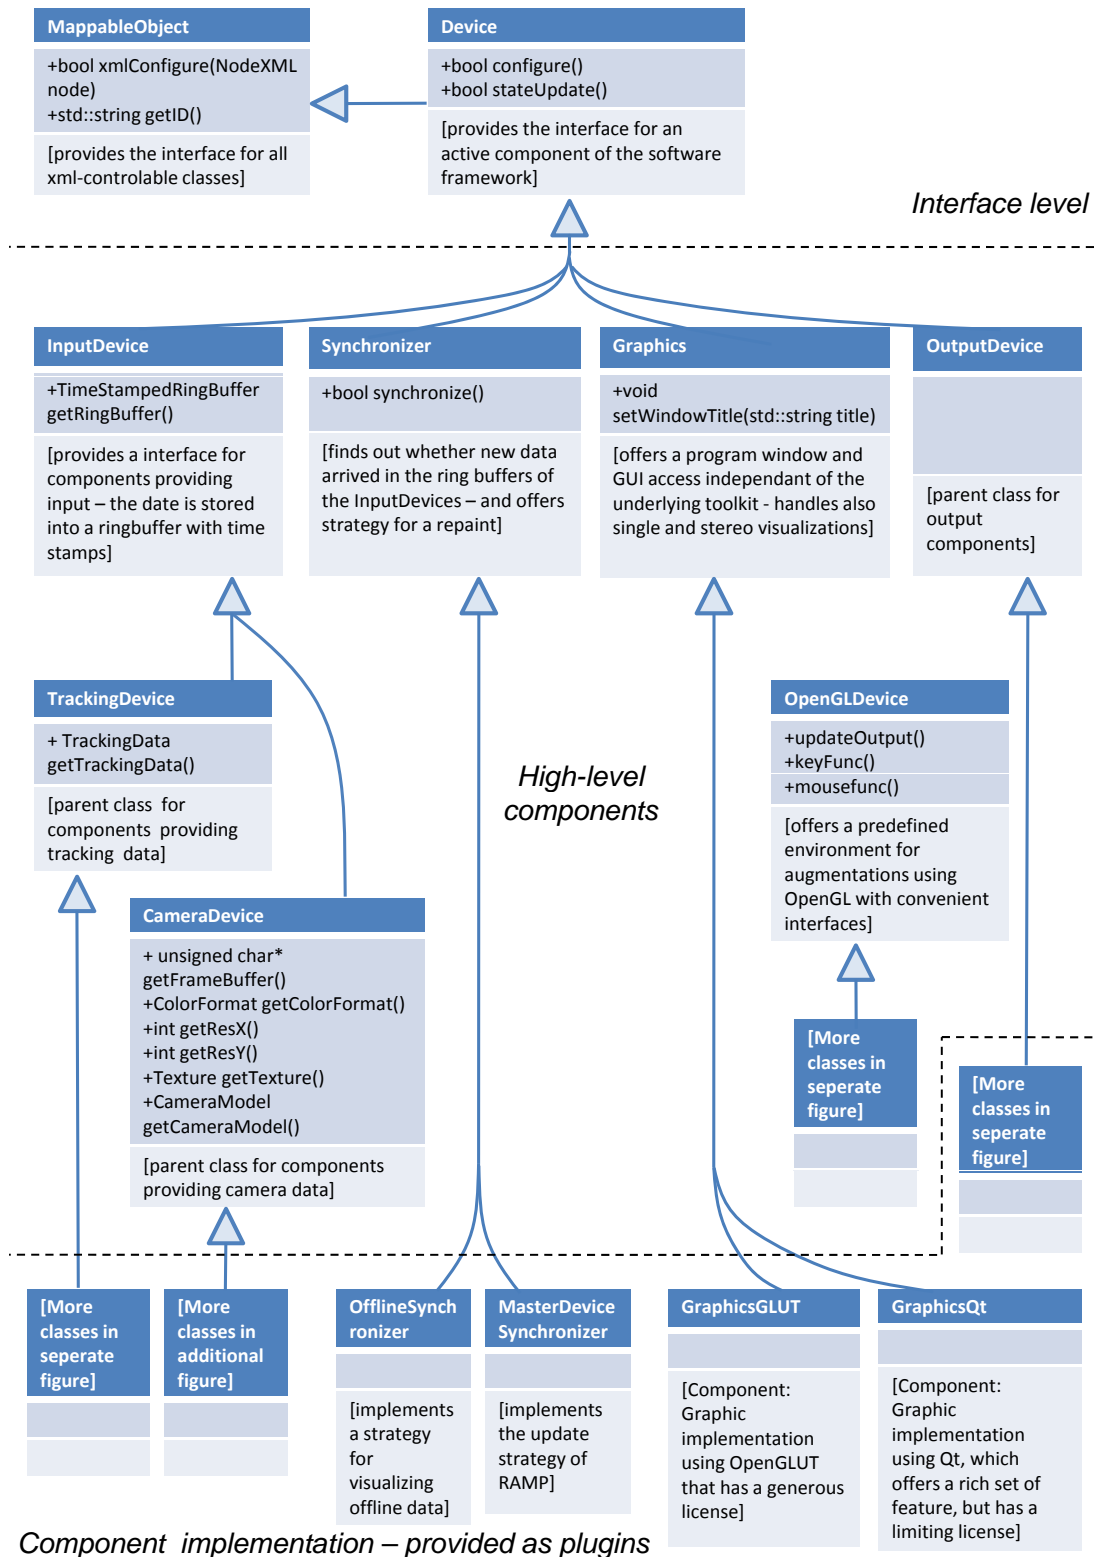 MappableObject
+bool xmlConfigure(NodeXML
node)
+std::string getID()
[provides the interface for all
xml-controlable classes]
Device
+bool configure()
+bool stateUpdate()
[provides the interface for an
active component of the software
framework]
Interface level
InputDevice
+TimeStampedRingBuffer
getRingBuffer()
[provides a interface for
components providing
input – the date is stored
into a ringbuffer with time
stamps]
Synchronizer
+bool synchronize()
[finds out whether new data
arrived in the ring buffers of
the InputDevices – and offers
strategy for a repaint]
Graphics
+void
setWindowTitle(std::string title)
[offers a program window and
GUI access independant of the
underlying toolkit - handles also
single and stereo visualizations]
OutputDevice
[parent class for
output
components]
TrackingDevice
+ TrackingData
getTrackingData()
[parent class for
components providing
tracking data]
High-level
components
OpenGLDevice
+updateOutput()
+keyFunc()
+mousefunc()
[offers a predefined
environment for
augmentations using
OpenGL with convenient
interfaces]
CameraDevice
+ unsigned char*
getFrameBuffer()
+ColorFormat getColorFormat()
+int getResX()
+int getResY()
+Texture getTexture()
+CameraModel
getCameraModel()
[parent class for components
providing camera data]
[More
classes in
seperate
figure]
[More
classes in
seperate
figure]
[More
classes in
seperate
figure]
[More
classes in
additional
figure]
OfflineSynch
ronizer
[implements
a strategy
for
visualizing
offline data]
MasterDevice
Synchronizer
[implements
the update
strategy of
RAMP]
GraphicsGLUT
[Component:
Graphic
implementation
using OpenGLUT
that has a generous
license]
GraphicsQt
[Component:
Graphic
implementation
using Qt, which
offers a rich set of
feature, but has a
limiting license]
Component implementation – provided as plugins